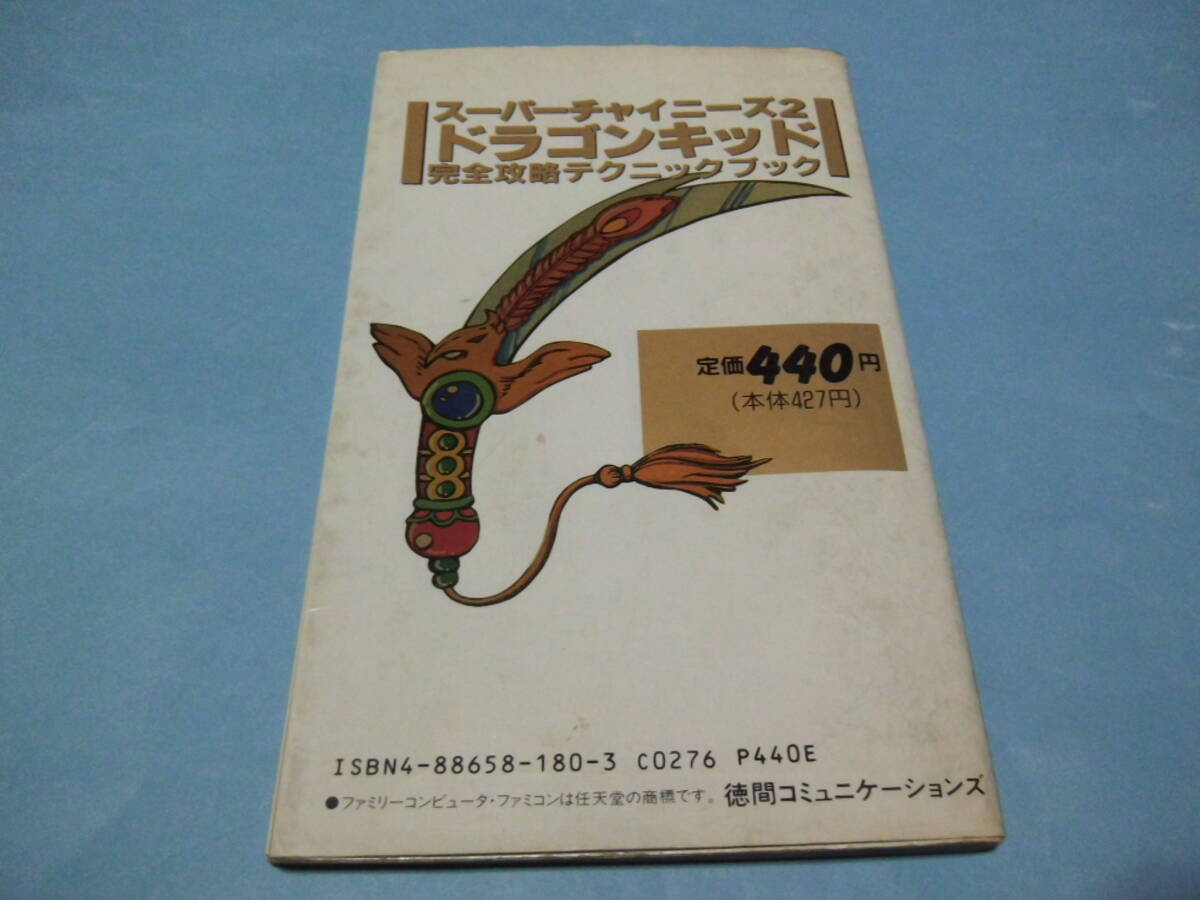 スーパーチャイニーズ2
ドラゴンキッド
完全攻略テクニックブック
定価440円
(本体427円)
ISBN4-88658-180-3 C0276 P440E
●ファミリーコンピュータ・ファミコンは任天堂の商標です。 徳間コミュニケーションズ